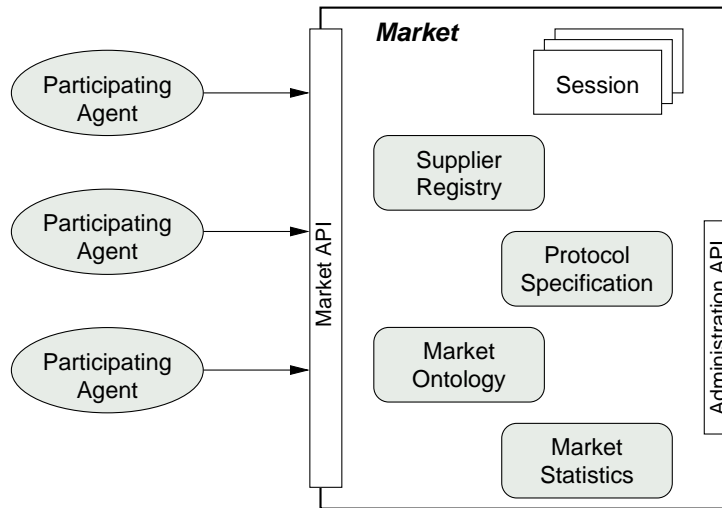 Market
Participating
Agent
Session
Supplier
Registry
Participating
Agent
Market API
Protocol
Specification
Administration API
Participating
Agent
Market
Ontology
Market
Statistics